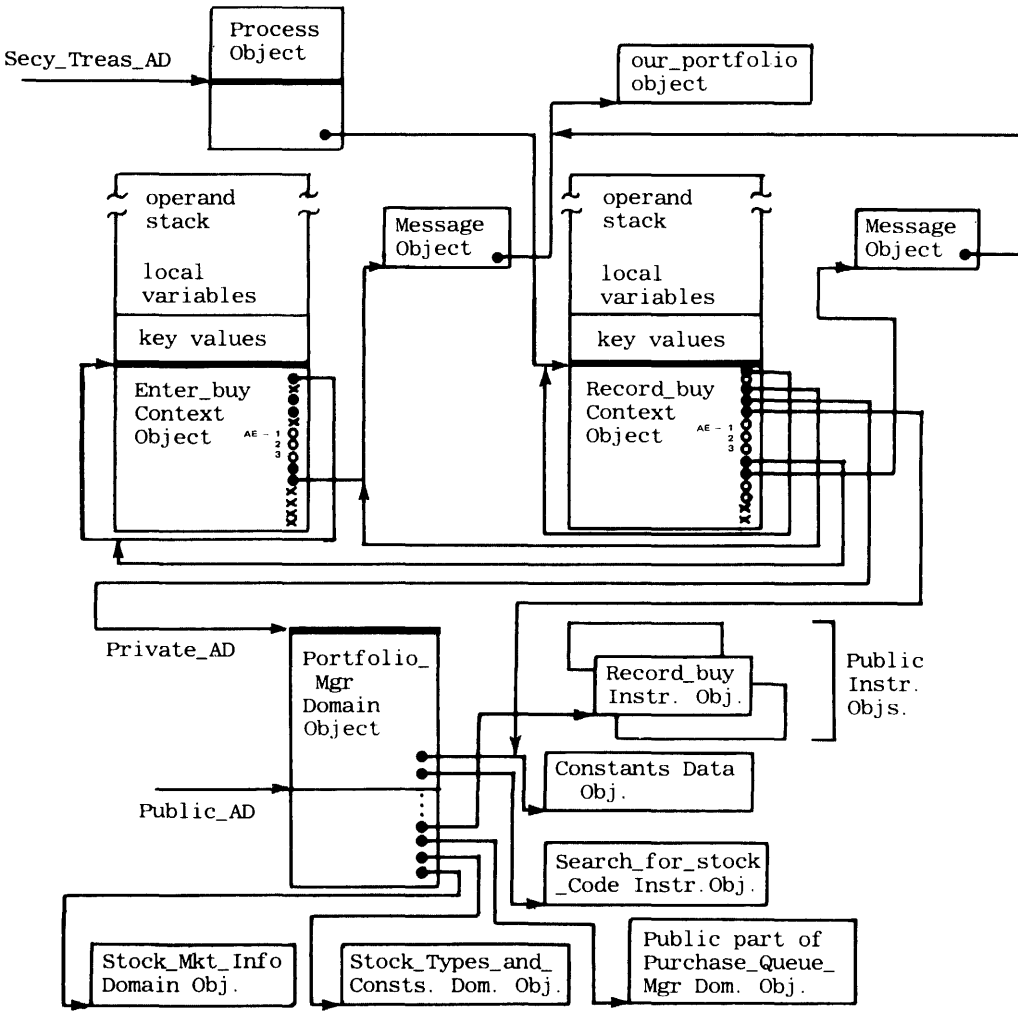 Process
Object
Secy_Treas_AD
our_portfolio
object
operand
stack
local
variables
key values
Message
Object
operand
stack
local
variables
key values
Message
Object
Enter_buy
Context
Object
AE - 1
2
3
Record_buy
Context
Object
AE - 1
2
3
Private_AD
Portfolio_
Mgr
Domain
Object
Public_AD
Record_buy
Instr. Obj.
Public
Instr.
Objs.
Constants Data
Obj.
Search_for_stock
_Code Instr.Obj.
Stock_Mkt_Info
Domain Obj.
Stock_Types_and_
Consts. Dom. Obj.
Public part of
Purchase_Queue_
Mgr Dom. Obj.